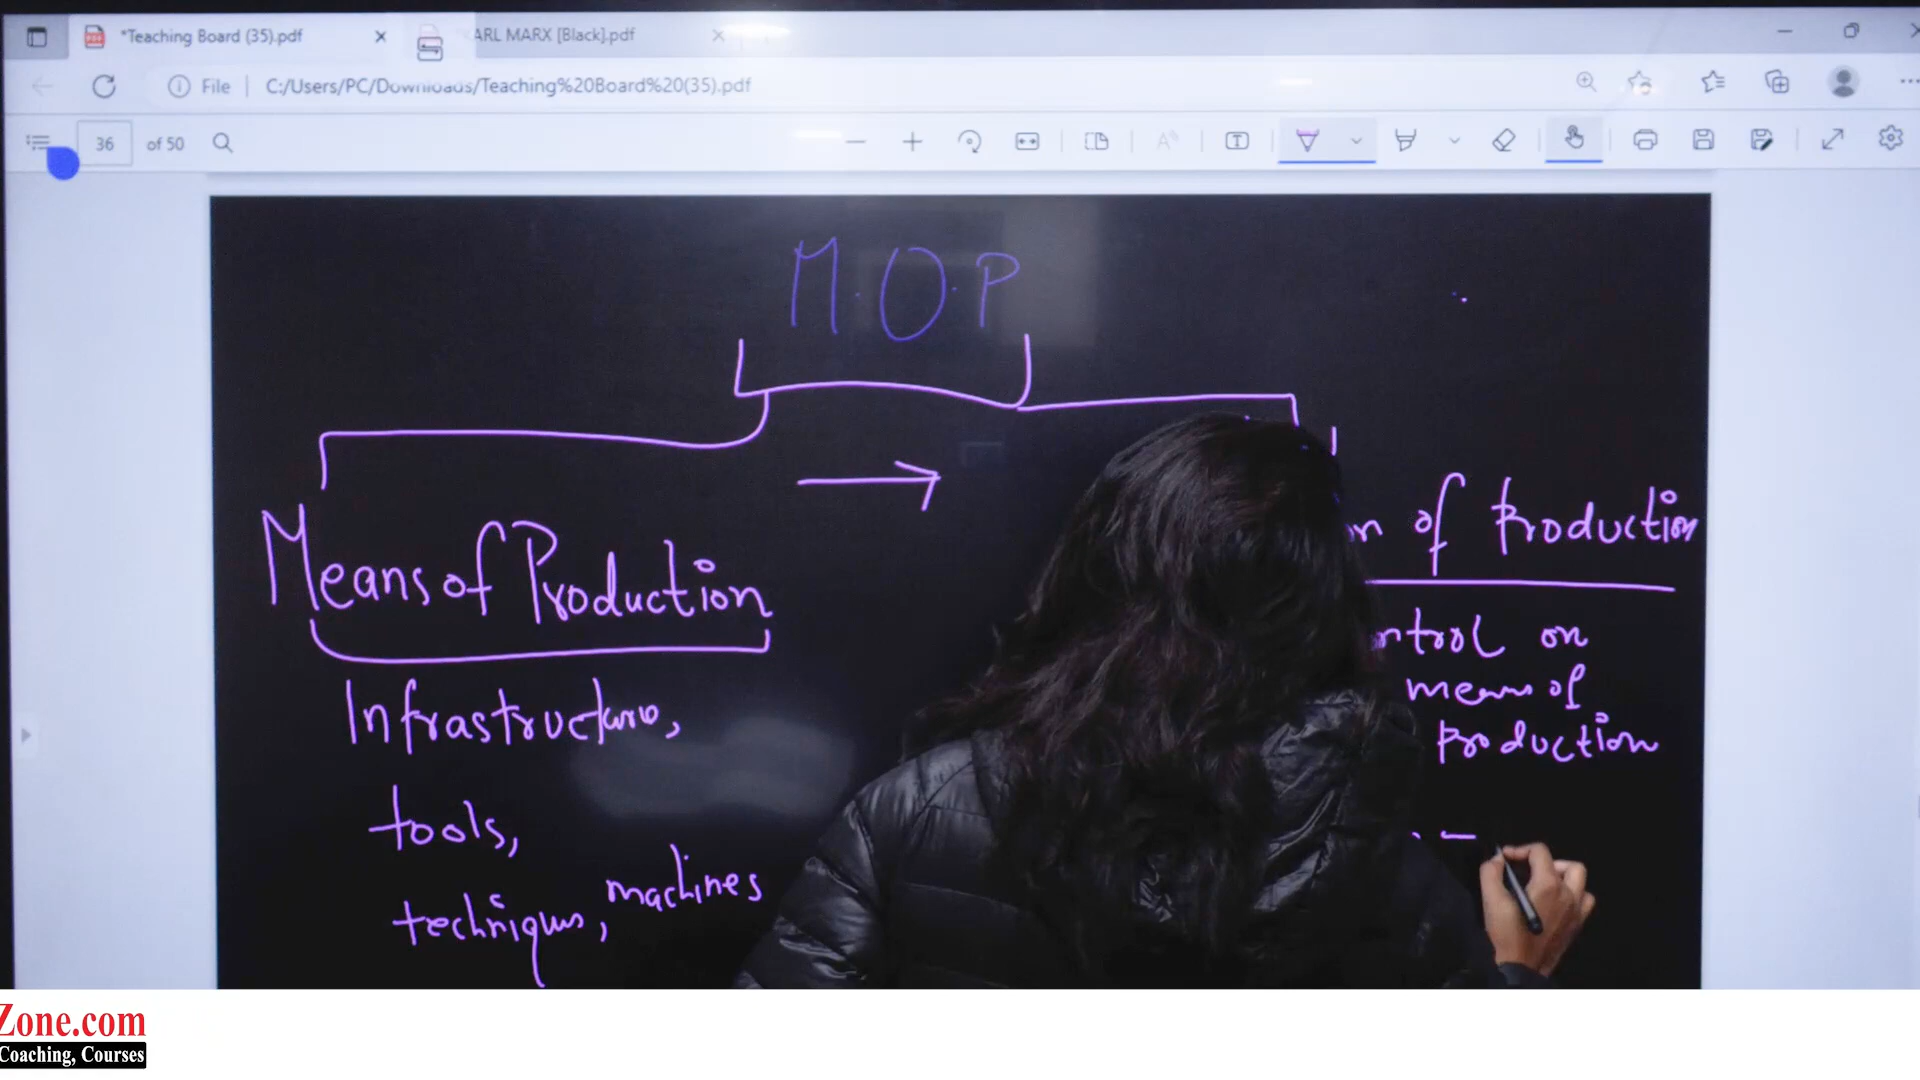 *Teaching Board (35).pdf
ARL MARX [Black].pdf
File C:/Users/PC/Downloads/Teaching%20Board%20(35).pdf
36 of 50
M.O.P
Means of Production
Infrastructure,
tools,
techniques, machines
n of Production
ntrol on
means of
Production
Zone.com
Coaching, Courses